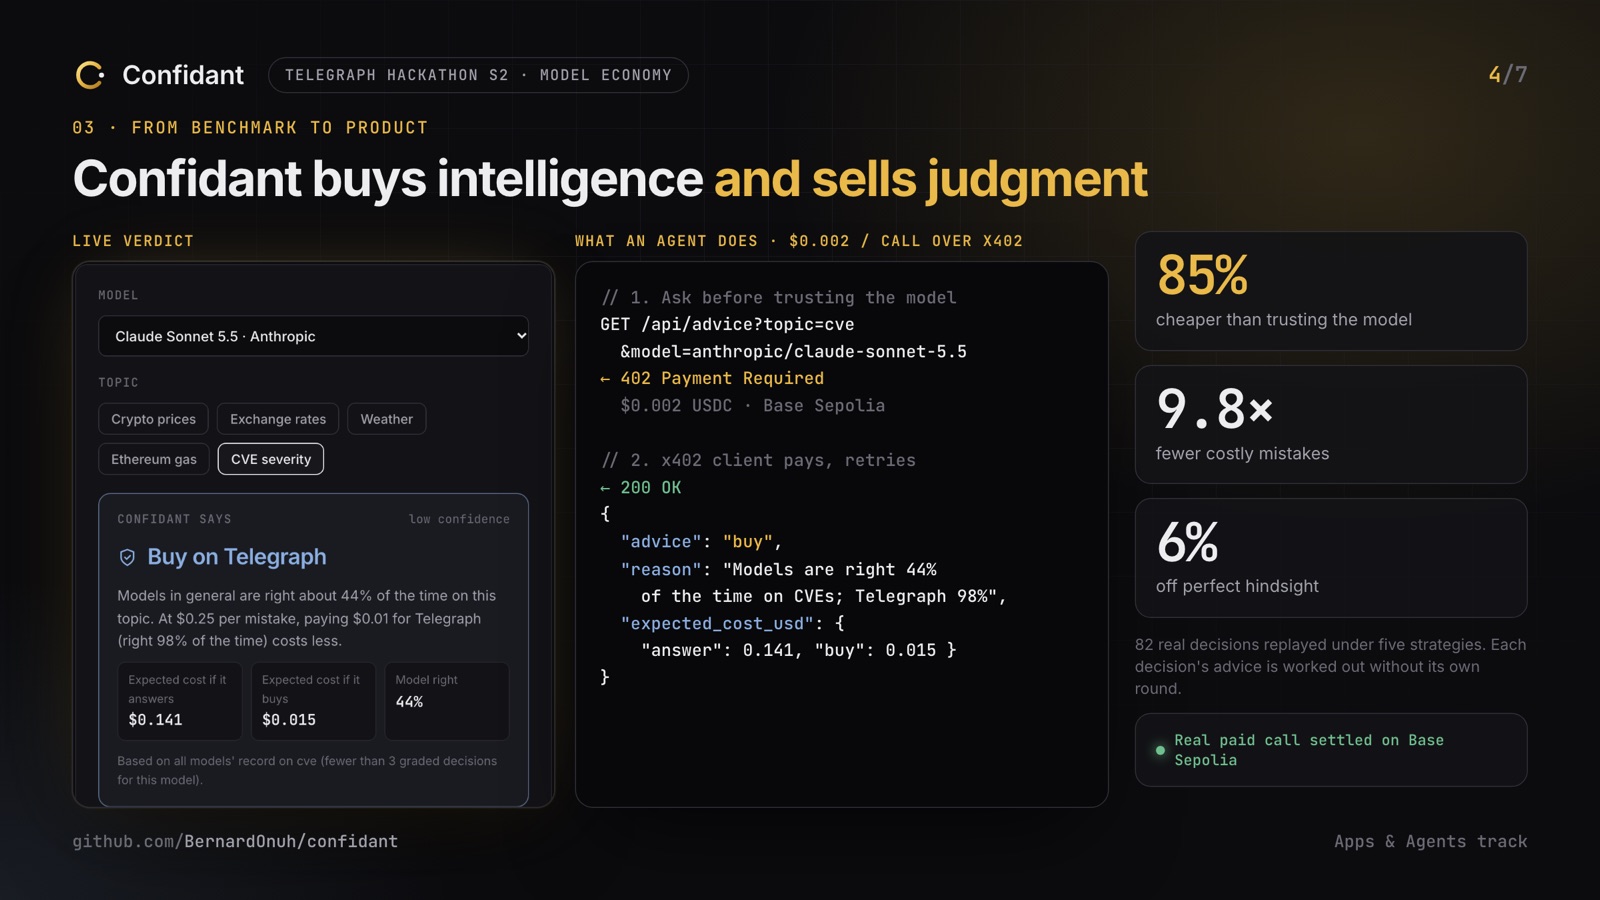 Confidant
TELEGRAPH HACKATHON S2 · MODEL ECONOMY
4/7
03 · FROM BENCHMARK TO PRODUCT
Confidant buys intelligence and sells judgment
LIVE VERDICT
MODEL
Claude Sonnet 5.5 · Anthropic
TOPIC
Crypto prices
Exchange rates
Weather
Ethereum gas
CVE severity
CONFIDANT SAYS
low confidence
Buy on Telegraph
Models in general are right about 44% of the time on this
topic. At $0.25 per mistake, paying $0.01 for Telegraph
(right 98% of the time) costs less.
Expected cost if it
answers
$0.141
Expected cost if it
buys
$0.015
Model right
44%
Based on all models' record on cve (fewer than 3 graded decisions
for this model).
WHAT AN AGENT DOES · $0.002 / CALL OVER X402
// 1. Ask before trusting the model
GET /api/advice?topic=cve
&model=anthropic/claude-sonnet-5.5
← 402 Payment Required
$0.002 USDC · Base Sepolia
// 2. x402 client pays, retries
← 200 OK
{
"advice": "buy",
"reason": "Models are right 44%
of the time on CVEs; Telegraph 98%",
"expected_cost_usd": {
"answer": 0.141, "buy": 0.015 }
}
85%
cheaper than trusting the model
9.8×
fewer costly mistakes
6%
off perfect hindsight
82 real decisions replayed under five strategies. Each
decision's advice is worked out without its own
round.
Real paid call settled on Base
Sepolia
github.com/BernardOnuh/confidant
Apps & Agents track